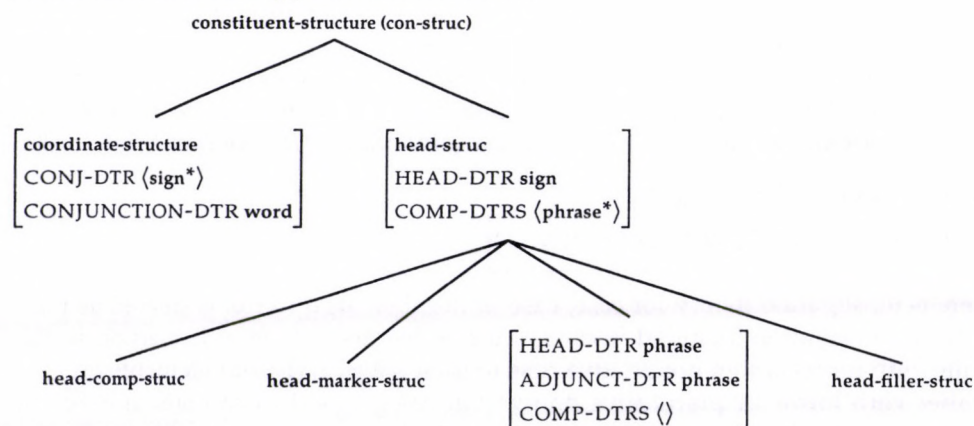 constituent-structure (con-struc)
coordinate-structure
CONJ-DTR ⟨sign*⟩
CONJUNCTION-DTR word
head-struc
HEAD-DTR sign
COMP-DTRS ⟨phrase*⟩
head-comp-struc
head-marker-struc
HEAD-DTR phrase
ADJUNCT-DTR phrase
COMP-DTRS ⟨⟩
head-filler-struc